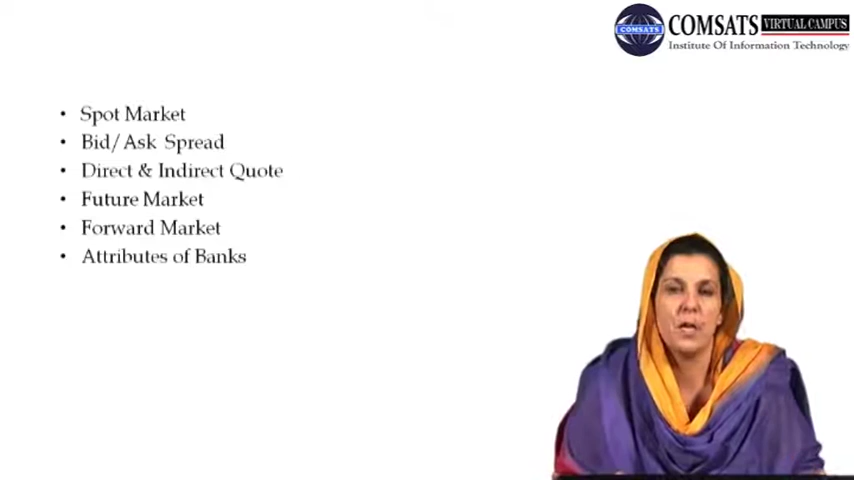 COMSATS VIRTUAL CAMPUS
COMSATS
Institute Of Information Technology
• Spot Market
• Bid/Ask Spread
• Direct & Indirect Quote
• Future Market
• Forward Market
• Attributes of Banks